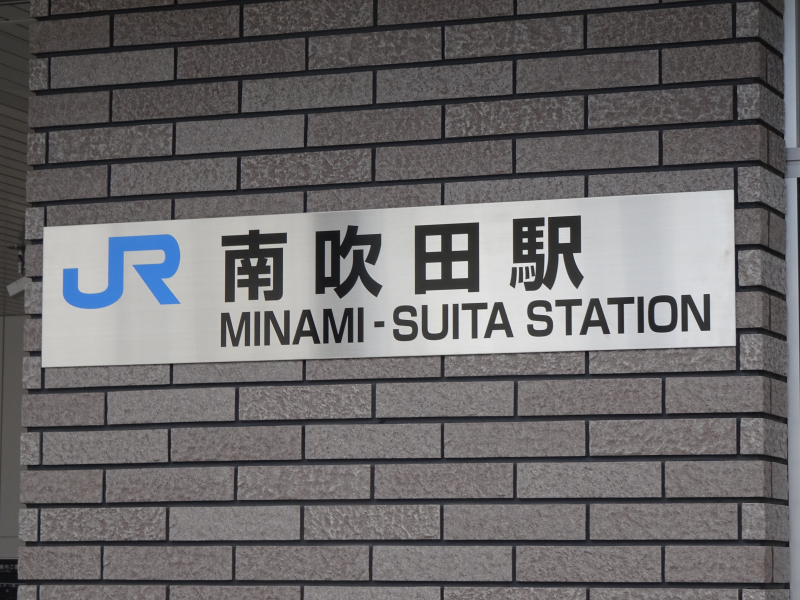 JR 南吹田駅
MINAMI-SUITA STATION